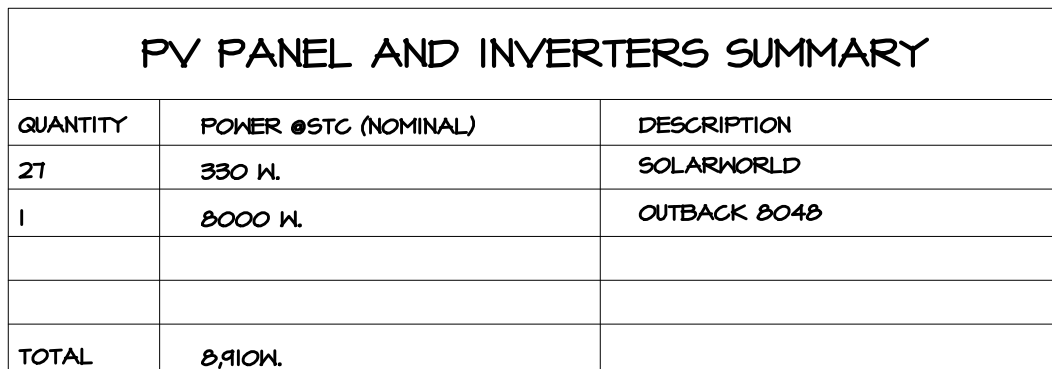 PV PANEL AND INVERTERS SUMMARY
QUANTITY POWER @STC (NOMINAL) DESCRIPTION
27 330 W. SOLARWORLD
1 8000 W. OUTBACK 8048
TOTAL 8,910W.